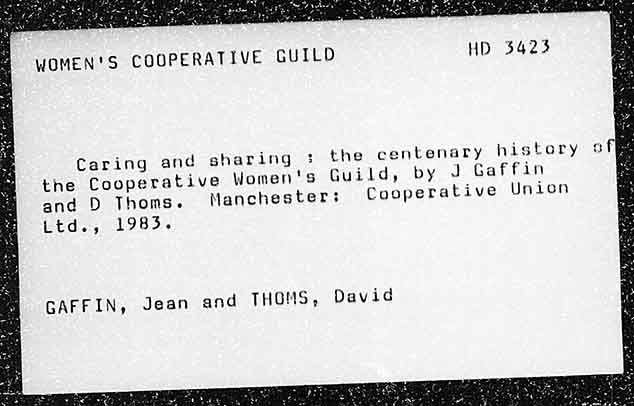 WOMEN'S COOPERATIVE GUILD HD 3423
Caring and sharing : the centenary history of
the Cooperative Women's Guild, by J Gaffin
and D Thoms. Manchester: Cooperative Union
Ltd., 1983.
GAFFIN, Jean and THOMS, David